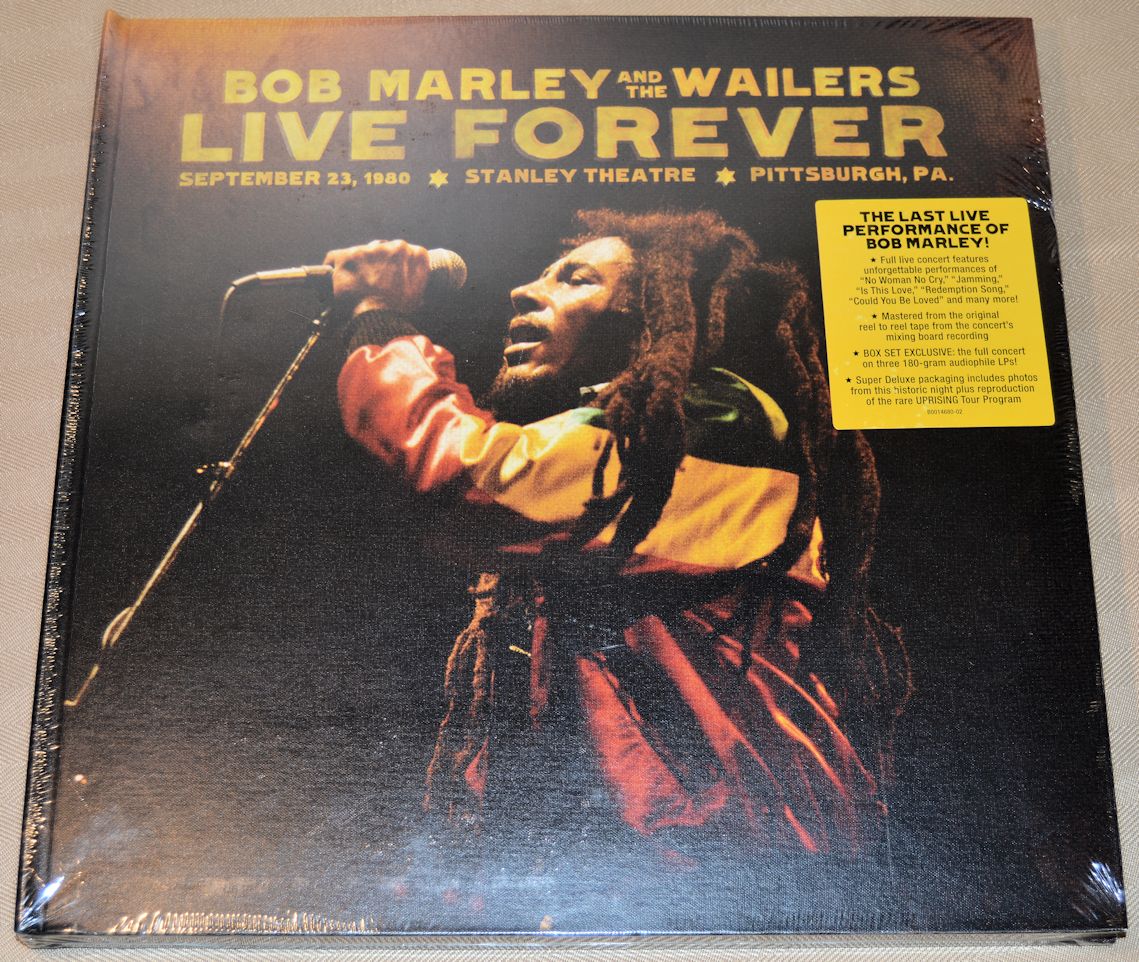 BOB MARLEY AND THE WAILERS
LIVE FOREVER
SEPTEMBER 23, 1980 ★ STANLEY THEATRE ★ PITTSBURGH, PA.
THE LAST LIVE
PERFORMANCE OF
BOB MARLEY!
★ Full live concert features
unforgettable performances of
“No Woman No Cry,” “Jamming,”
“Is This Love,” “Redemption Song,”
“Could You Be Loved” and many more!
★ Mastered from the original
reel to reel tape from the concert's
mixing board recording
★ BOX SET EXCLUSIVE: the full concert
on three 180-gram audiophile LPs!
★ Super Deluxe packaging includes photos
from this historic night plus reproduction
of the rare UPRISING Tour Program
B0014680-02